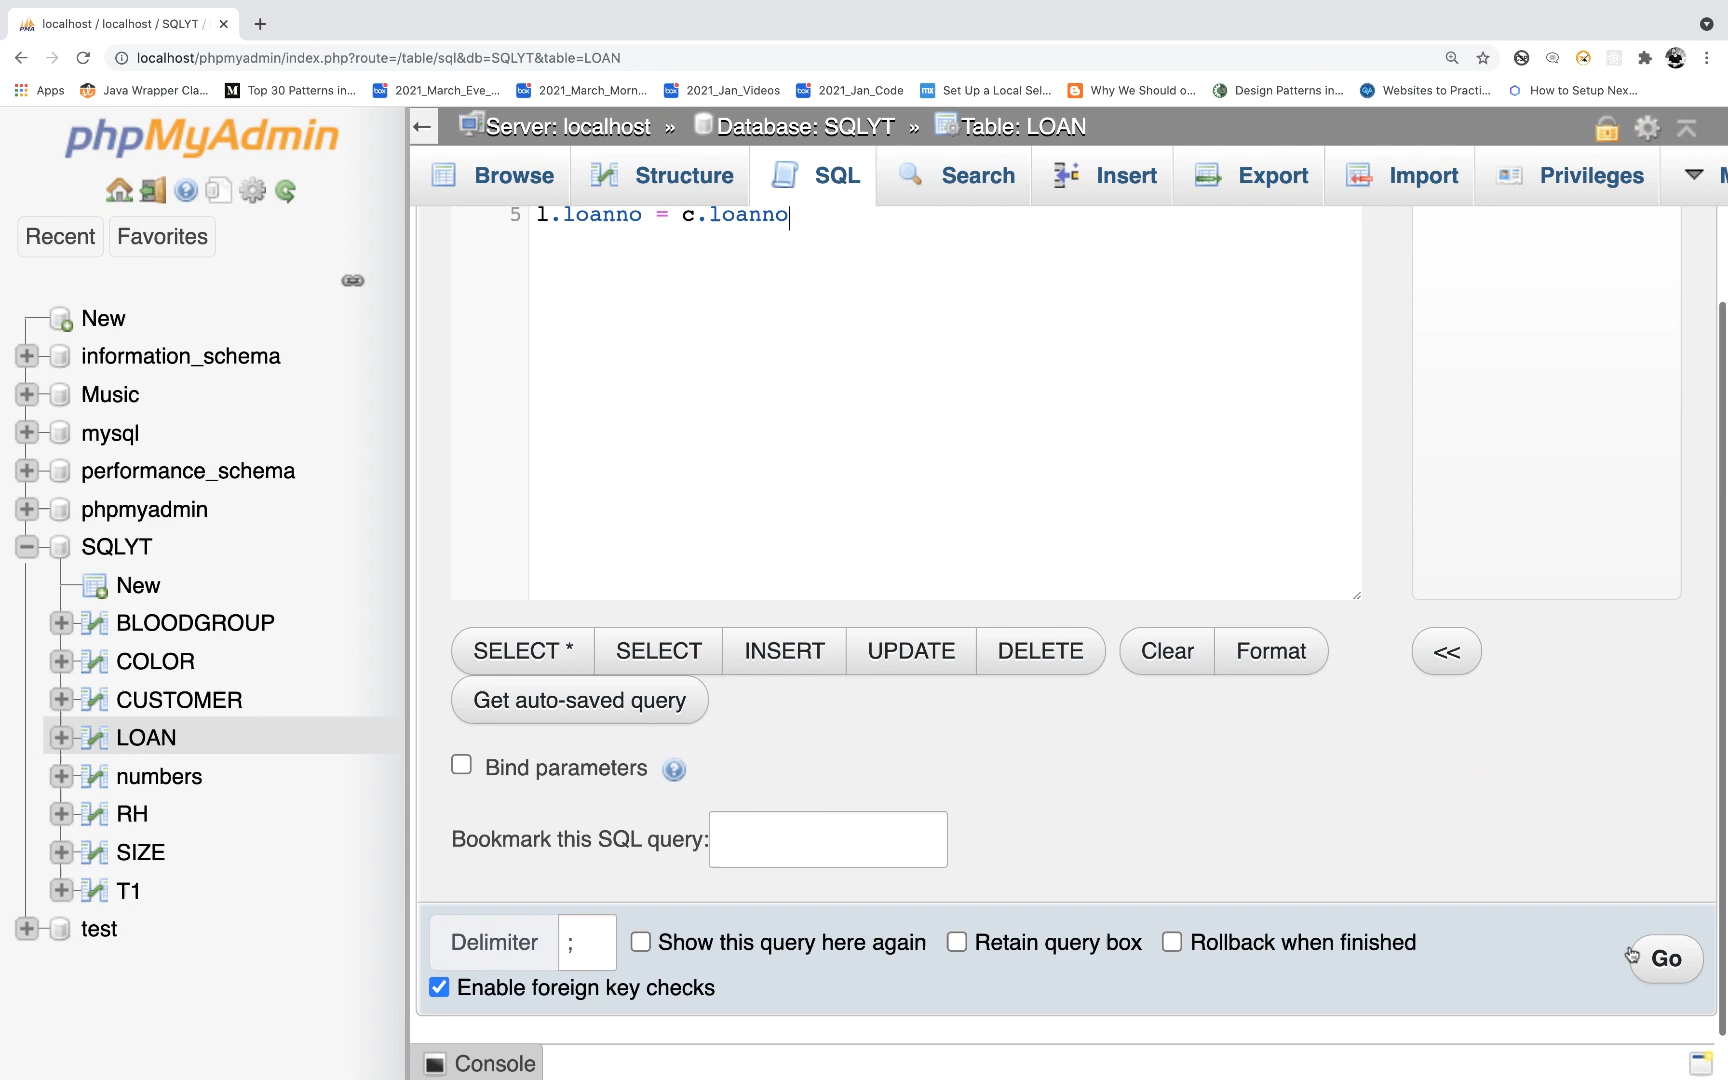 localhost / localhost / SQLYT /
localhost/phpmyadmin/index.php?route=/table/sql&db=SQLYT&table=LOAN
Apps Java Wrapper Cla... Top 30 Patterns in... 2021_March_Eve_... 2021_March_Morn... 2021_Jan_Videos 2021_Jan_Code Set Up a Local Sel... Why We Should o... Design Patterns in... Websites to Practi... How to Setup Nex...
phpMyAdmin
Recent Favorites
New
information_schema
Music
mysql
performance_schema
phpmyadmin
SQLYT
New
BLOODGROUP
COLOR
CUSTOMER
LOAN
numbers
RH
SIZE
T1
test
Server: localhost » Database: SQLYT » Table: LOAN
Browse Structure SQL Search Insert Export Import Privileges
5 l.loanno = c.loanno
SELECT * SELECT INSERT UPDATE DELETE Clear Format <<
Get auto-saved query
Bind parameters
Bookmark this SQL query:
Delimiter ; Show this query here again Retain query box Rollback when finished Go
Enable foreign key checks
Console